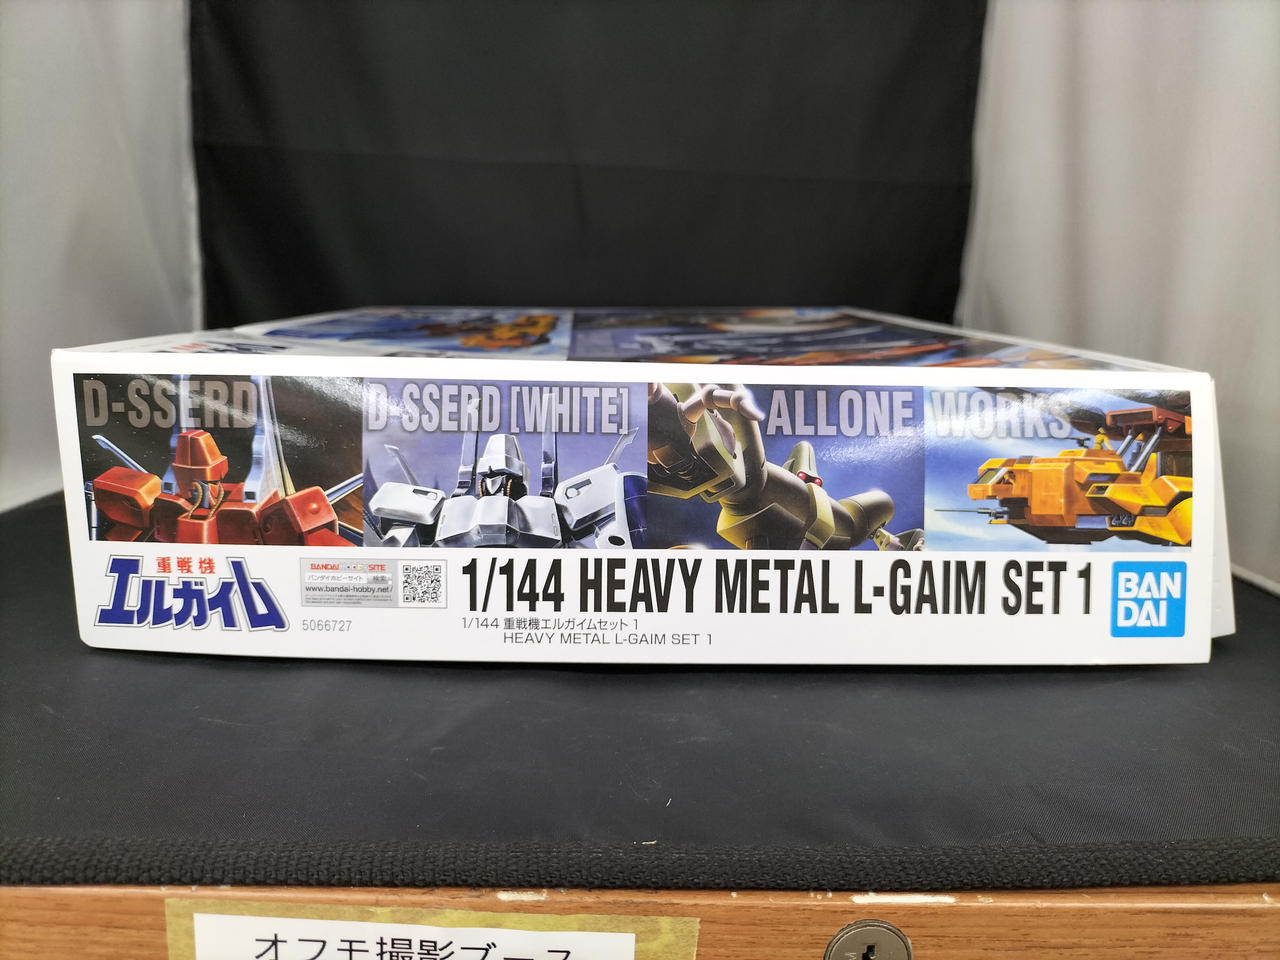 D-SSERD
D-SSERD [WHITE]
ALLONE
WORKS
重戦機
エルガイム
BANDAI
SITE
バンダイホビーサイト
検索
www.bandai-hobby.net/
5066727
1/144 HEAVY METAL L-GAIM SET 1
1/144 重戦機エルガイムセット 1
HEAVY METAL L-GAIM SET 1
BAN
DAI
オフモ撮影ブース